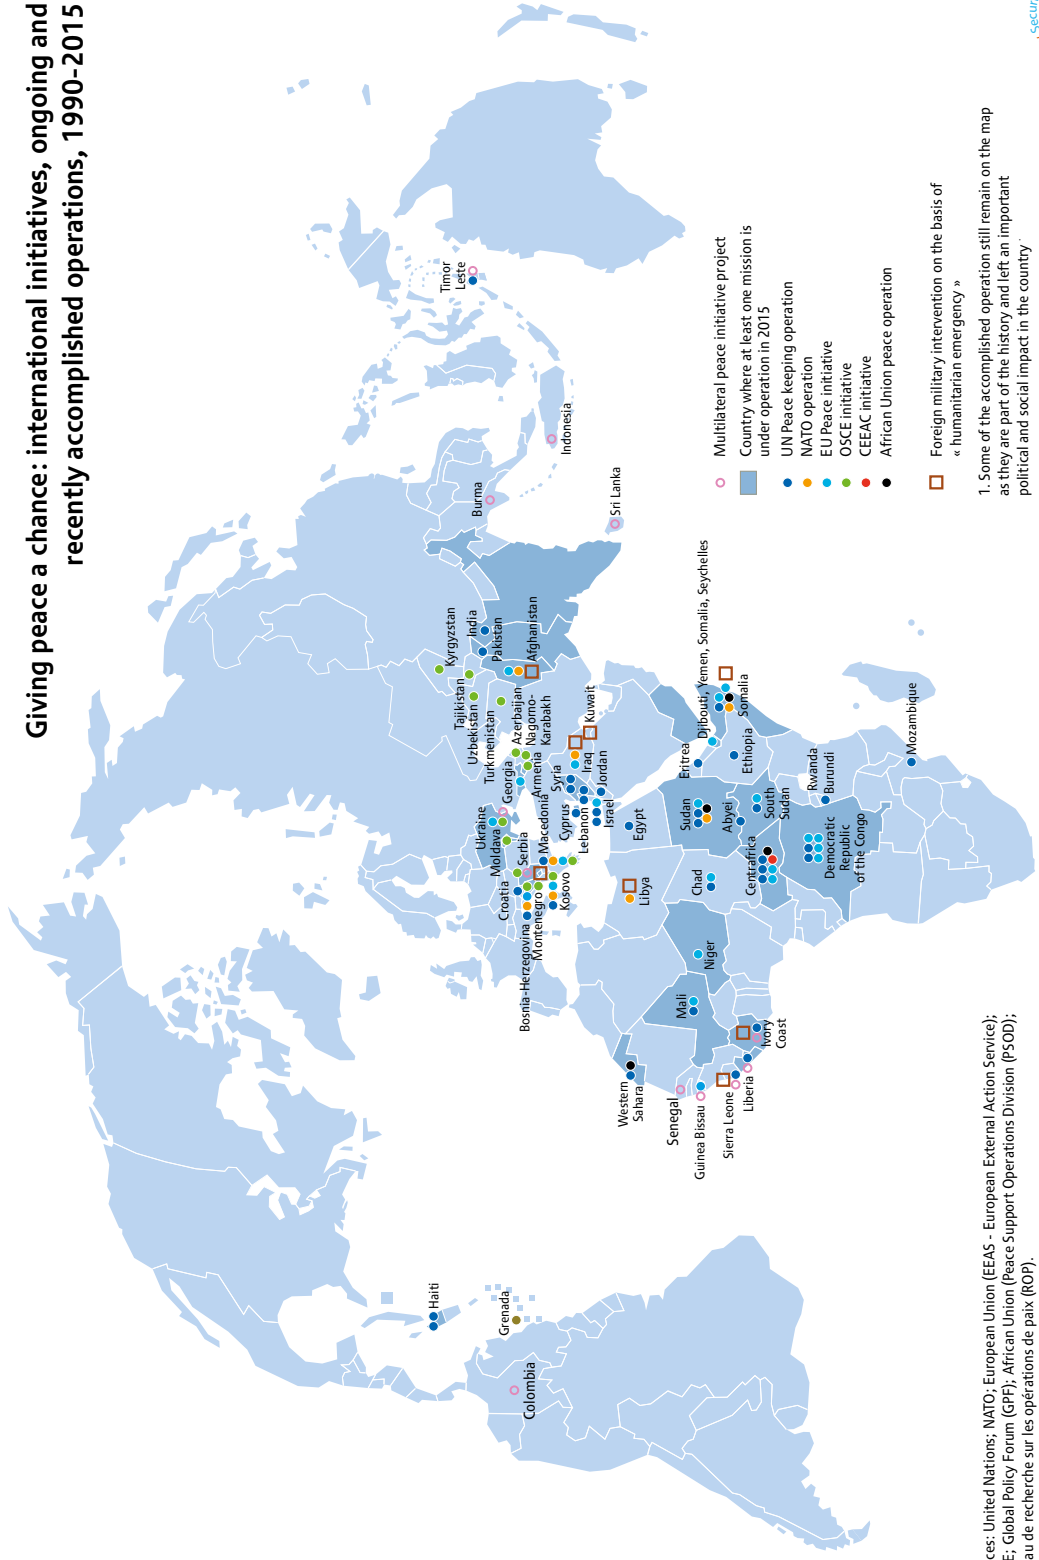 Giving peace a chance: international initiatives, ongoing and
recently accomplished operations, 1990-2015
Haiti
Grenada
Colombia
Western
Sahara
Senegal
Guinea Bissau
Sierra Leone
Liberia
Ivory
Coast
Mali
Niger
Libya
Chad
Centrafrica
Egypt
Sudan
Abyei
South
Sudan
Eritrea
Ethiopia
Djibouti, Yemen, Somalia, Seychelles
Somalia
Rwanda
Burundi
Democratic
Republic
of the Congo
Mozambique
Bosnia-Herzegovina
Montenegro
Croatia
Kosovo
Serbia
Macedonia
Moldava
Ukraine
Georgia
Armenia
Azerbaijan
Nagorno-
Karabakh
Cyprus
Lebanon
Syria
Israel
Jordan
Iraq
Kuwait
Turkmenistan
Uzbekistan
Tajikistan
Kyrgyzstan
Afghanistan
Pakistan
India
Sri Lanka
Burma
Indonesia
Timor
Leste
Multilateral peace initiative project
Country where at least one mission is
under operation in 2015
UN Peace keeping operation
NATO operation
EU Peace initiative
OSCE initiative
CEEAC initiative
African Union peace operation
Foreign military intervention on the basis of
« humanitarian emergency »
1. Some of the accomplished operation still remain on the map
as they are part of the history and left an important
political and social impact in the country
ces: United Nations; NATO; European Union (EEAS - European External Action Service);
E; Global Policy Forum (GPF); African Union (Peace Support Operations Division (PSOD);
au de recherche sur les opérations de paix (ROP).